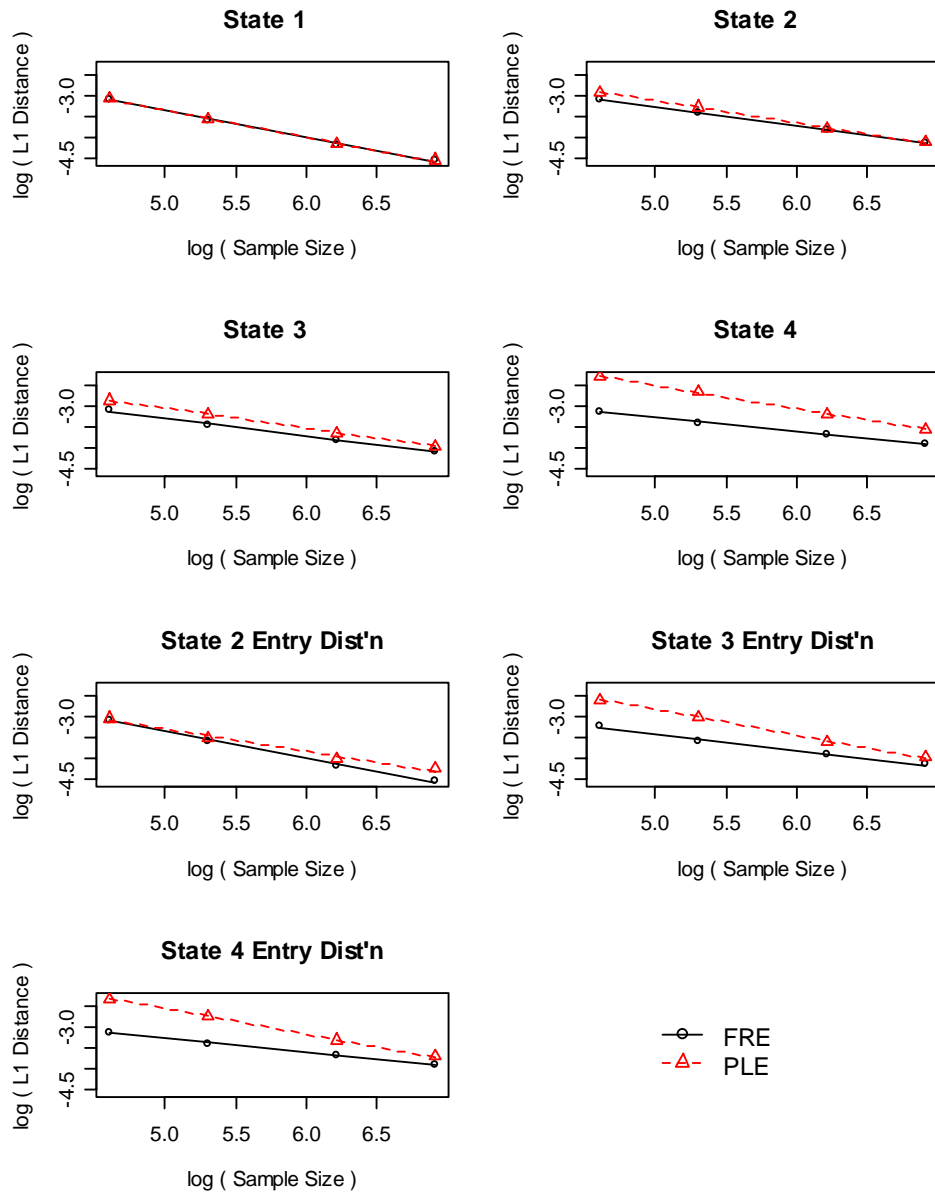 State 1
log ( L1 Distance )
-3.0
-4.5
5.0 5.5 6.0 6.5
log ( Sample Size )
State 2
log ( L1 Distance )
-3.0
-4.5
5.0 5.5 6.0 6.5
log ( Sample Size )
State 3
log ( L1 Distance )
-3.0
-4.5
5.0 5.5 6.0 6.5
log ( Sample Size )
State 4
log ( L1 Distance )
-3.0
-4.5
5.0 5.5 6.0 6.5
log ( Sample Size )
State 2 Entry Dist'n
log ( L1 Distance )
-3.0
-4.5
5.0 5.5 6.0 6.5
log ( Sample Size )
State 3 Entry Dist'n
log ( L1 Distance )
-3.0
-4.5
5.0 5.5 6.0 6.5
log ( Sample Size )
State 4 Entry Dist'n
log ( L1 Distance )
-3.0
-4.5
5.0 5.5 6.0 6.5
log ( Sample Size )
FRE
PLE